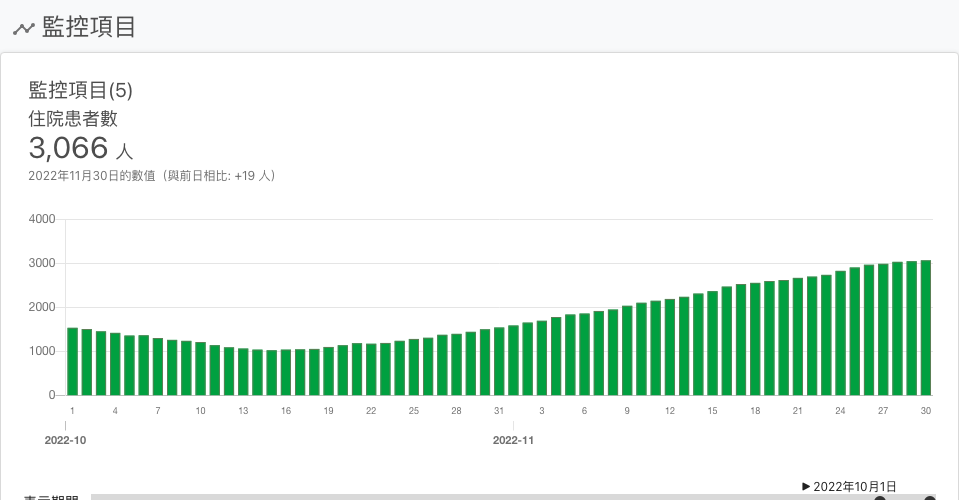 監控項目
監控項目(5)
住院患者數
3,066 人
2022年11月30日的數值（與前日相比: +19 人）
4000
3000
2000
1000
0
1 4 7 10 13 16 19 22 25 28 31 3 6 9 12 15 18 21 24 27 30
2022-10 2022-11
▶ 2022年10月1日
表示期間